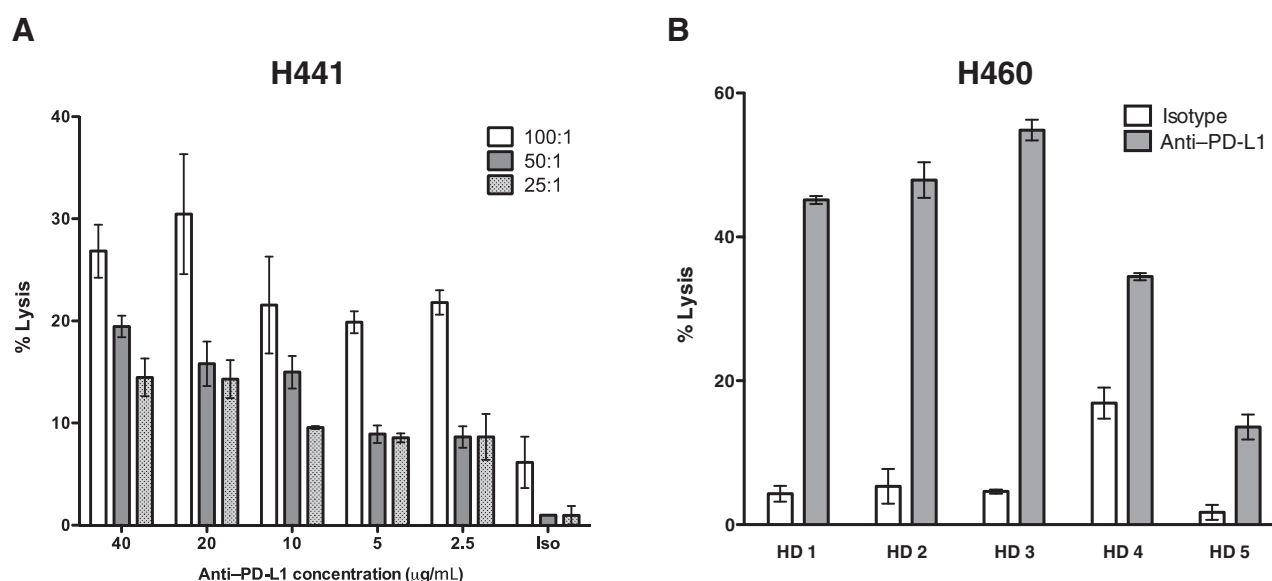 A
H441
40
30
20
10
0
% Lysis
100:1
50:1
25:1
40 20 10 5 2.5 Iso
Anti–PD-L1 concentration (μg/mL)
B
H460
60
40
20
0
% Lysis
Isotype
Anti–PD-L1
HD 1 HD 2 HD 3 HD 4 HD 5